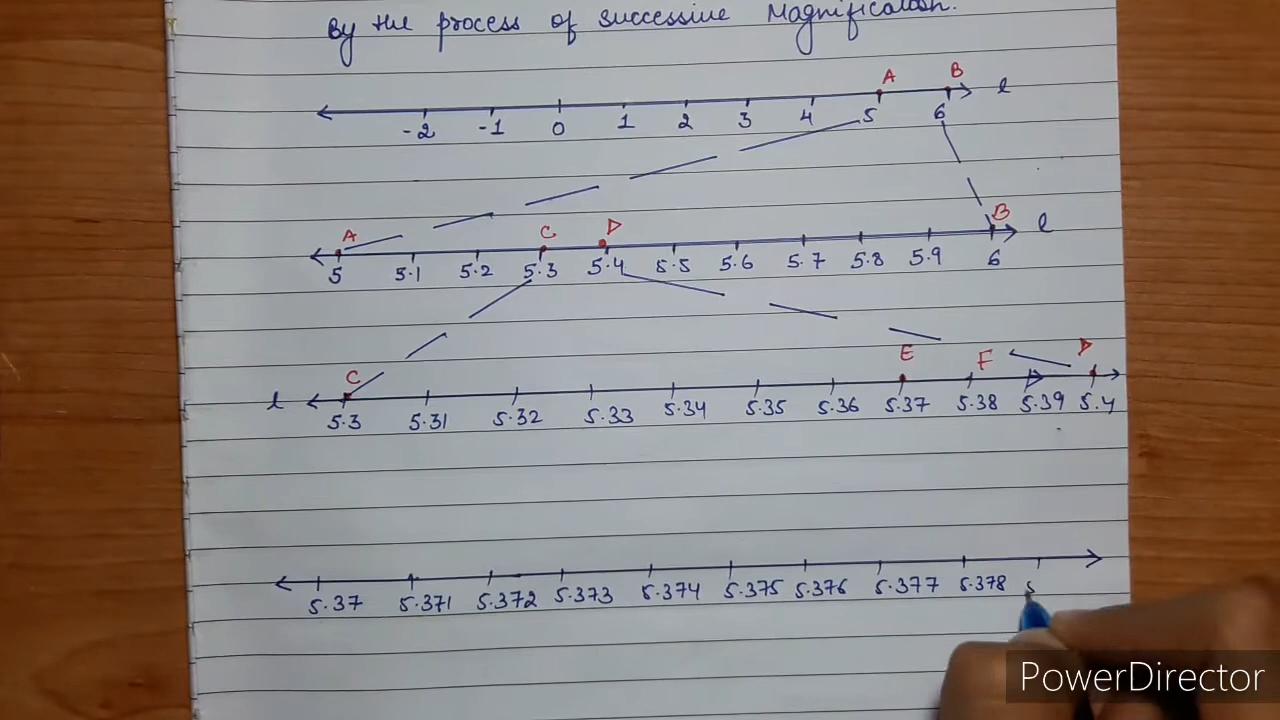 By the process of successive Magnification.
A B
-2 -1 0 1 2 3 4 5 6 l
A C D B
5 5.1 5.2 5.3 5.4 5.5 5.6 5.7 5.8 5.9 6 l
C E F D
l 5.3 5.31 5.32 5.33 5.34 5.35 5.36 5.37 5.38 5.39 5.4
5.37 5.371 5.372 5.373 5.374 5.375 5.376 5.377 5.378 5
PowerDirector